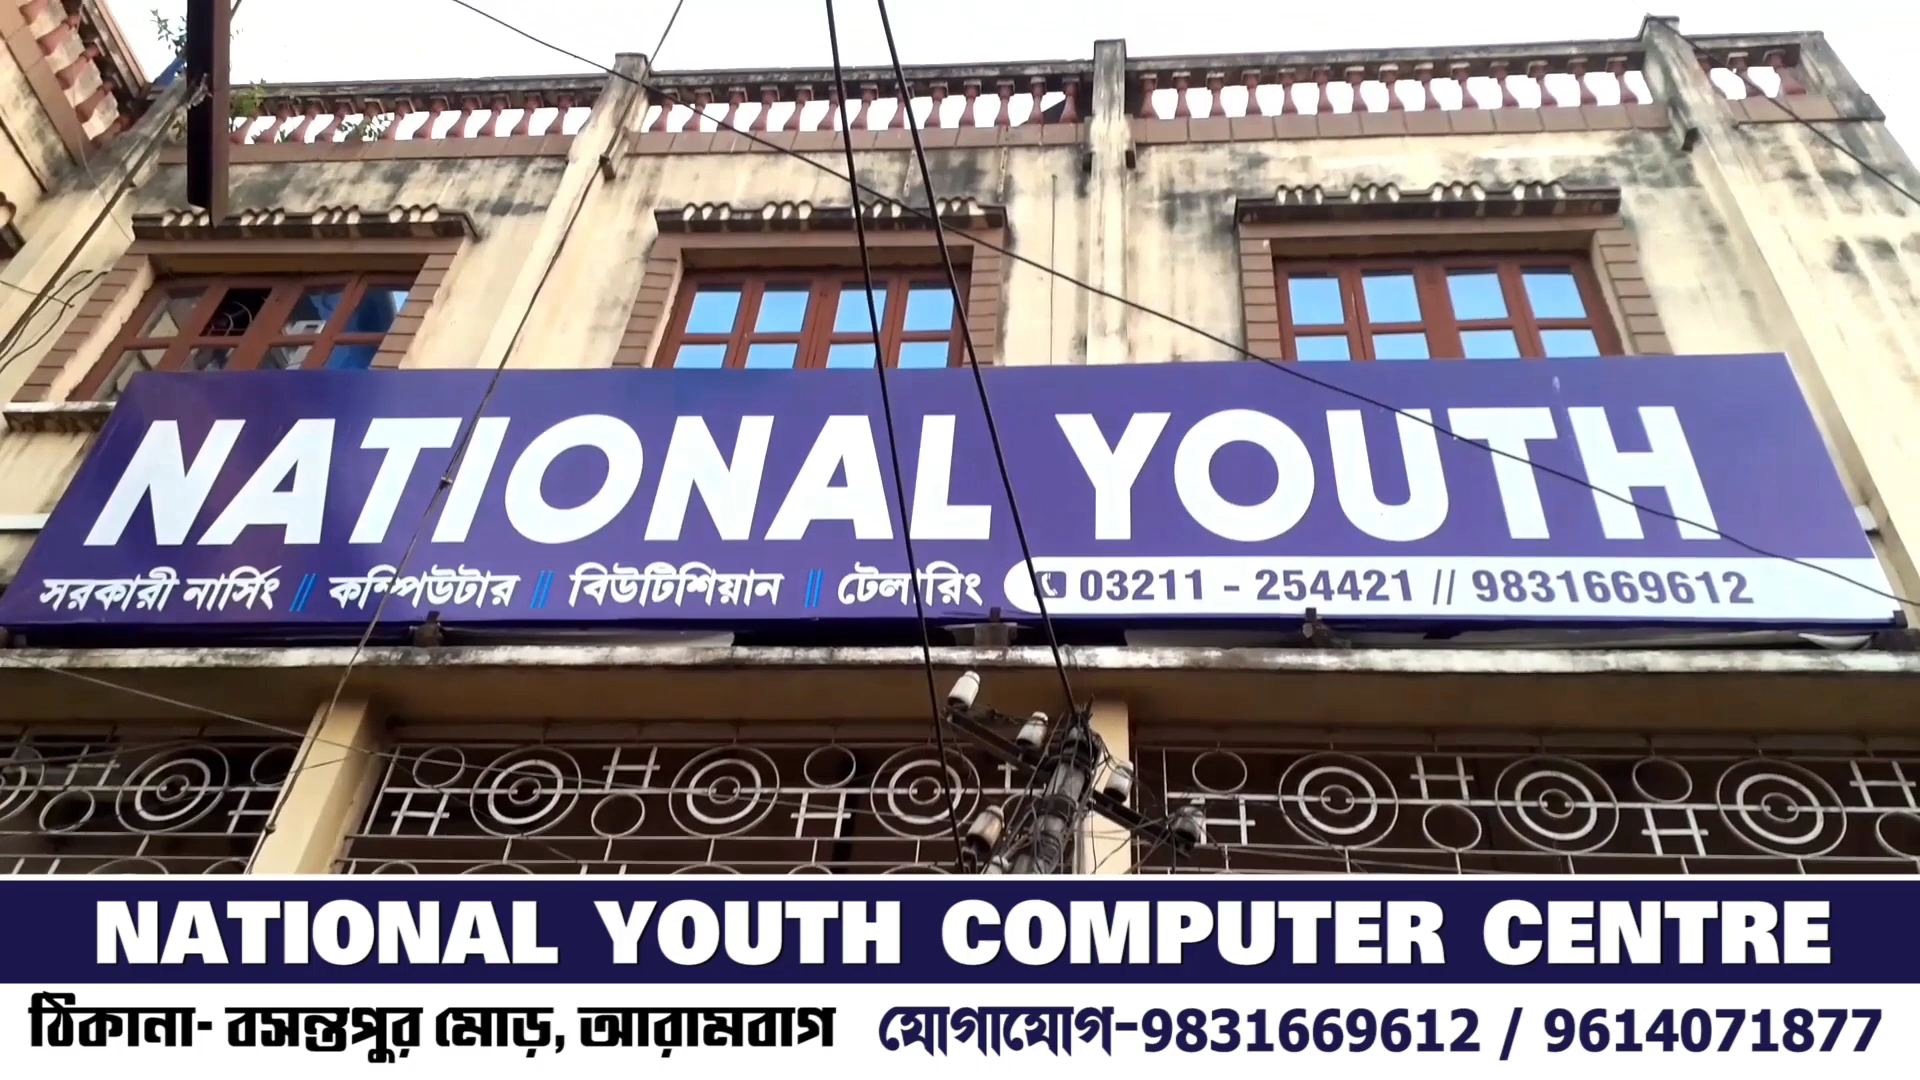 NATIONAL YOUTH
সরকারী নার্সিং // কম্পিউটার // বিউটিশিয়ান // টেলারিং 03211 - 254421 // 9831669612
NATIONAL YOUTH COMPUTER CENTRE
ঠিকানা- বসন্তপুর মোড়, আরামবাগ যোগাযোগ-9831669612 / 9614071877